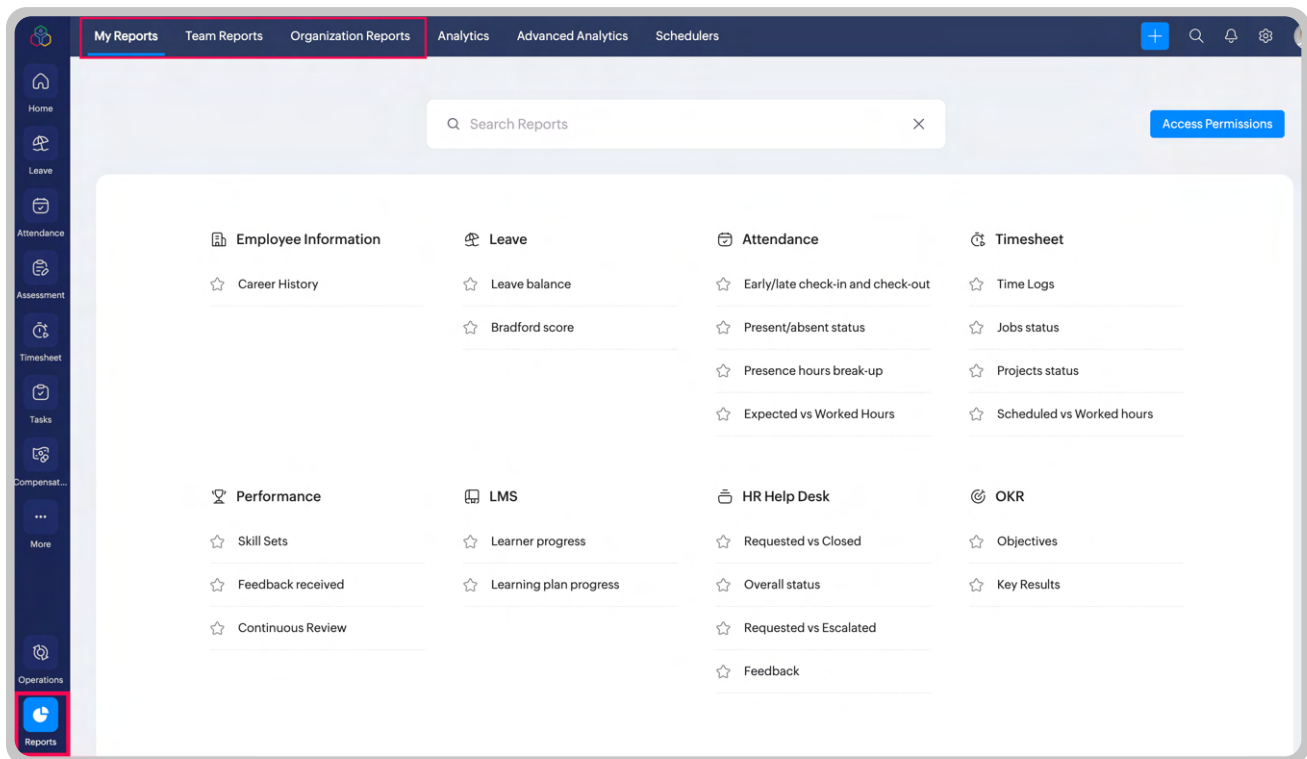 My Reports
Team Reports
Organization Reports
Analytics
Advanced Analytics
Schedulers
Home
Leave
Attendance
Assessment
Timesheet
Tasks
Compensat...
More
Operations
Reports
Search Reports
Access Permissions
Employee Information
Career History
Leave
Leave balance
Bradford score
Attendance
Early/late check-in and check-out
Present/absent status
Presence hours break-up
Expected vs Worked Hours
Timesheet
Time Logs
Jobs status
Projects status
Scheduled vs Worked hours
Performance
Skill Sets
Feedback received
Continuous Review
LMS
Learner progress
Learning plan progress
HR Help Desk
Requested vs Closed
Overall status
Requested vs Escalated
Feedback
OKR
Objectives
Key Results